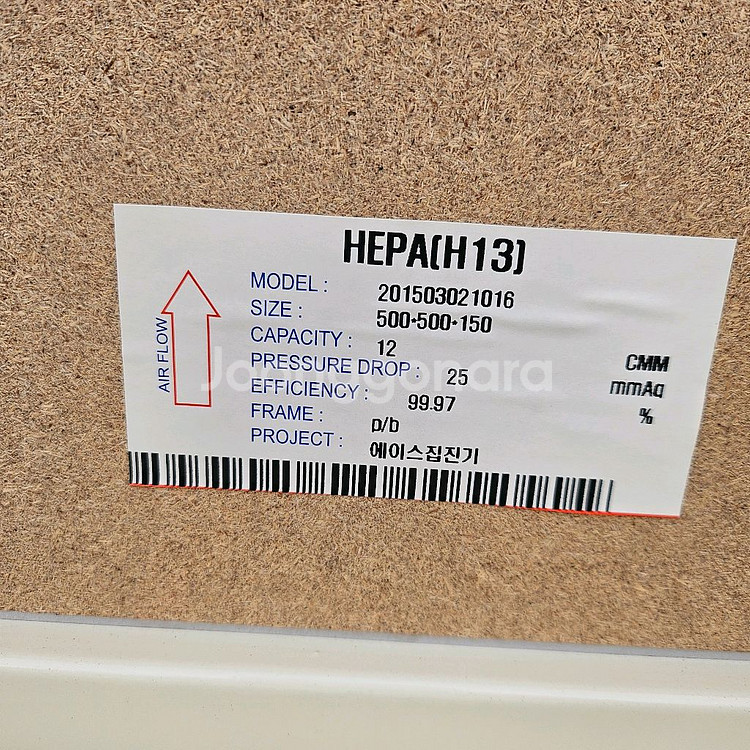 HEPA(H13)
AIR FLOW
MODEL : 201503021016
SIZE : 500*500*150
CAPACITY : 12 CMM
PRESSURE DROP : 25 mmAq
EFFICIENCY : 99.97 %
FRAME : p/b
PROJECT : 에이스집진기
Joonggonara